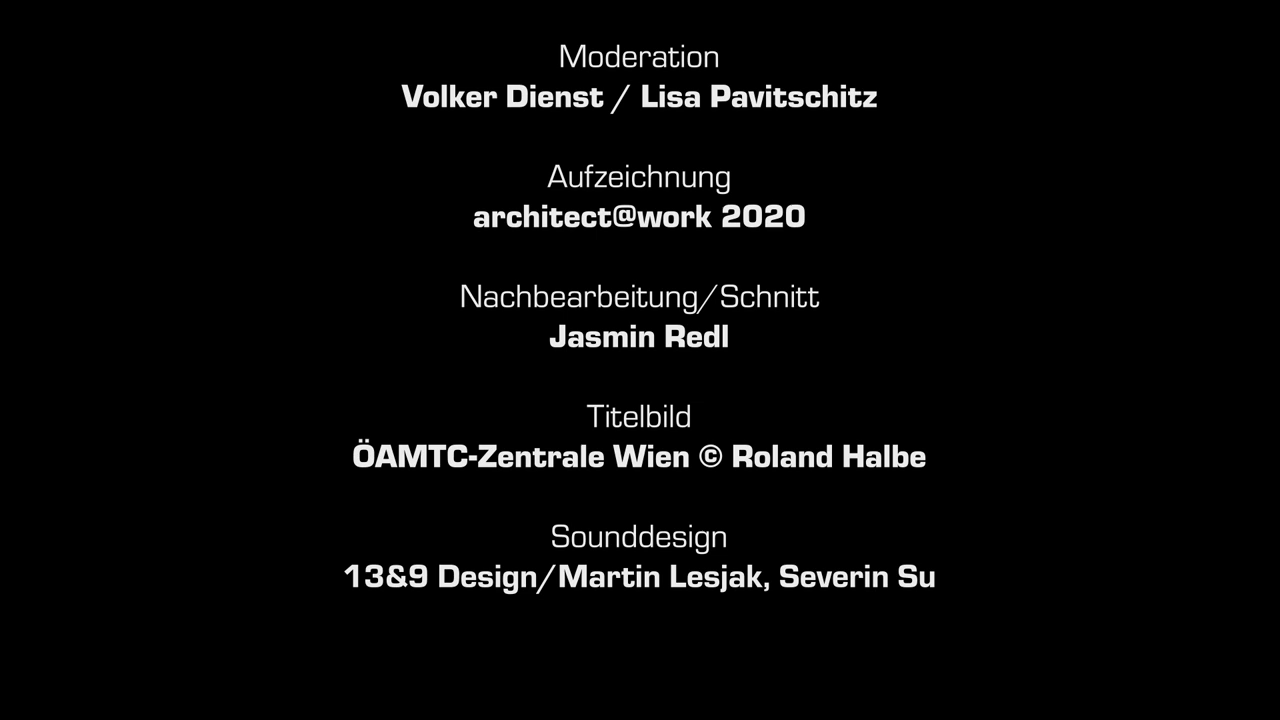 Moderation
Volker Dienst / Lisa Pavitschitz
Aufzeichnung
architect@work 2020
Nachbearbeitung/Schnitt
Jasmin Redl
Titelbild
ÖAMTC-Zentrale Wien © Roland Halbe
Sounddesign
13&9 Design/Martin Lesjak, Severin Su